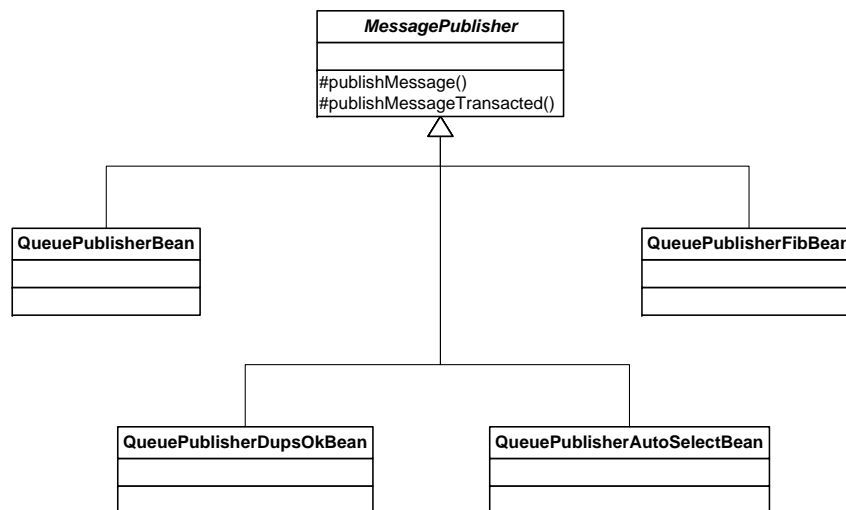 MessagePublisher
#publishMessage()
#publishMessageTransacted()
QueuePublisherBean
QueuePublisherFibBean
QueuePublisherDupsOkBean
QueuePublisherAutoSelectBean